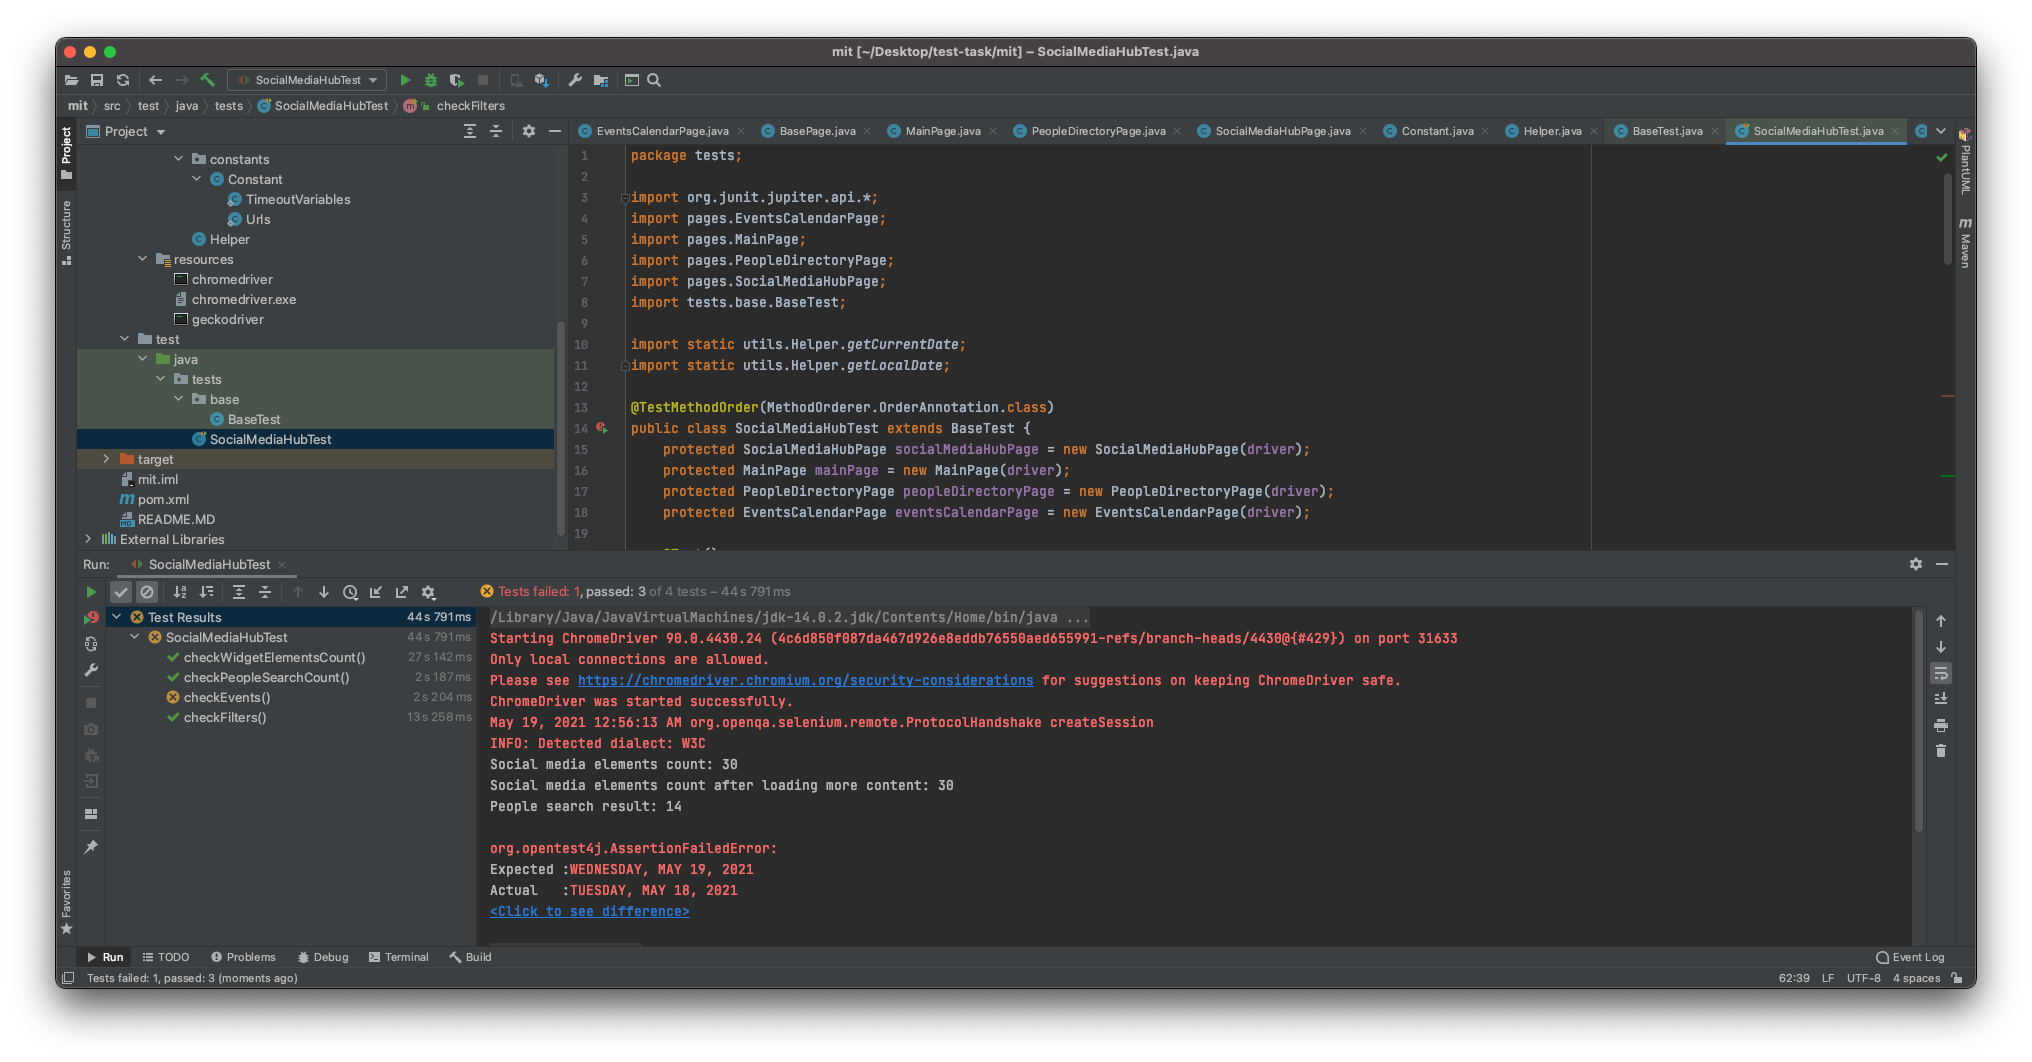 mit [~/Desktop/test-task/mit] – SocialMediaHubTest.java
SocialMediaHubTest
mit src test java tests SocialMediaHubTest checkFilters
Project
EventsCalendarPage.java BasePage.java MainPage.java PeopleDirectoryPage.java SocialMediaHubPage.java Constant.java Helper.java BaseTest.java SocialMediaHubTest.java
Project
Structure
Favorites
constants
Constant
TimeoutVariables
Urls
Helper
resources
chromedriver
chromedriver.exe
geckodriver
test
java
tests
base
BaseTest
SocialMediaHubTest
target
mit.iml
pom.xml
README.MD
External Libraries
1 package tests;
2
3 import org.junit.jupiter.api.*;
4 import pages.EventsCalendarPage;
5 import pages.MainPage;
6 import pages.PeopleDirectoryPage;
7 import pages.SocialMediaHubPage;
8 import tests.base.BaseTest;
9
10 import static utils.Helper.getCurrentDate;
11 import static utils.Helper.getLocalDate;
12
13 @TestMethodOrder(MethodOrderer.OrderAnnotation.class)
14 public class SocialMediaHubTest extends BaseTest {
15 protected SocialMediaHubPage socialMediaHubPage = new SocialMediaHubPage(driver);
16 protected MainPage mainPage = new MainPage(driver);
17 protected PeopleDirectoryPage peopleDirectoryPage = new PeopleDirectoryPage(driver);
18 protected EventsCalendarPage eventsCalendarPage = new EventsCalendarPage(driver);
19
PlantUML
Maven
Run: SocialMediaHubTest
Tests failed: 1, passed: 3 of 4 tests – 44 s 791 ms
Test Results 44 s 791 ms
SocialMediaHubTest 44 s 791 ms
checkWidgetElementsCount() 27 s 142 ms
checkPeopleSearchCount() 2 s 187 ms
checkEvents() 2 s 204 ms
checkFilters() 13 s 258 ms
/Library/Java/JavaVirtualMachines/jdk-14.0.2.jdk/Contents/Home/bin/java ...
Starting ChromeDriver 90.0.4430.24 (4c6d850f087da467d926e8eddb76550aed655991-refs/branch-heads/4430@{#429}) on port 31633
Only local connections are allowed.
Please see https://chromedriver.chromium.org/security-considerations for suggestions on keeping ChromeDriver safe.
ChromeDriver was started successfully.
May 19, 2021 12:56:13 AM org.openqa.selenium.remote.ProtocolHandshake createSession
INFO: Detected dialect: W3C
Social media elements count: 30
Social media elements count after loading more content: 30
People search result: 14
org.opentest4j.AssertionFailedError:
Expected :WEDNESDAY, MAY 19, 2021
Actual :TUESDAY, MAY 18, 2021
<Click to see difference>
Run TODO Problems Debug Terminal Build Event Log
Tests failed: 1, passed: 3 (moments ago) 62:39 LF UTF-8 4 spaces